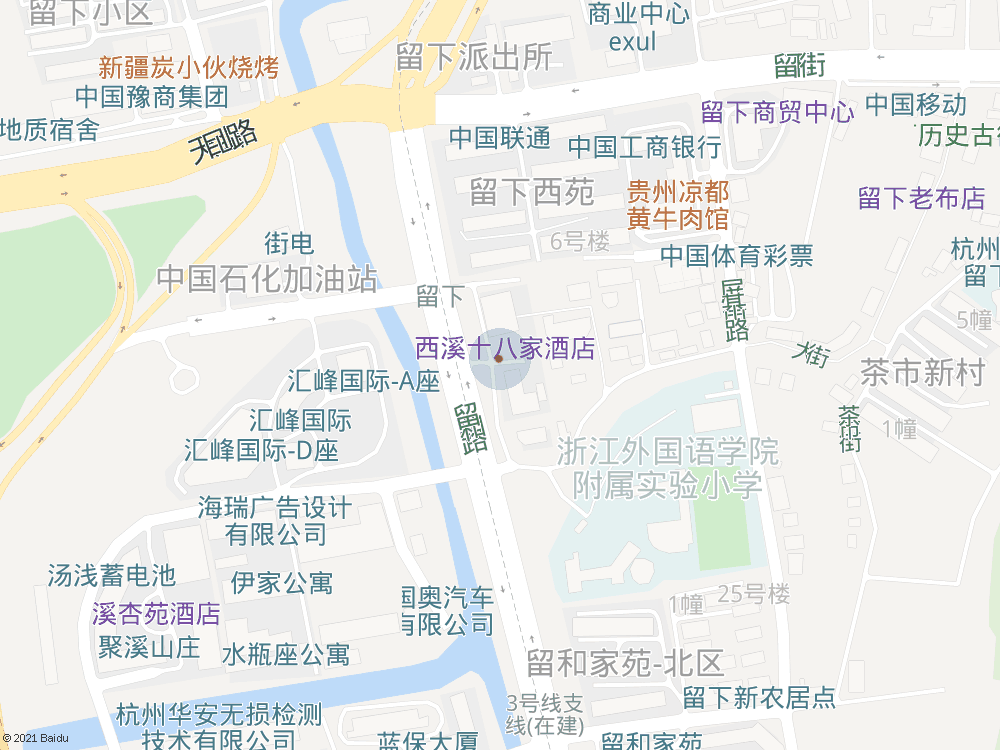 留下小区
商业中心
exul
留下派出所
留街
新疆炭小伙烧烤
中国豫商集团
中国移动
留下商贸中心
地质宿舍
天目山路
中国联通
中国工商银行
历史古街
留下西苑
贵州凉都
黄牛肉馆
留下老布店
6号楼
街电
中国体育彩票
杭州
留下
中国石化加油站
留下
屏基路
5幢
西溪十八家酒店
大街
茶市新村
汇峰国际-A座
茶市街
1幢
汇峰国际
留和路
汇峰国际-D座
浙江外国语学院
附属实验小学
海瑞广告设计
有限公司
汤浅蓄电池
伊家公寓
国奥汽车
有限公司
1幢
25号楼
溪杏苑酒店
聚溪山庄
水瓶座公寓
留和家苑-北区
3号线支
线(在建)
留下新农居点
杭州华安无损检测
技术有限公司
蓝保大厦
留和家苑
© 2021 Baidu